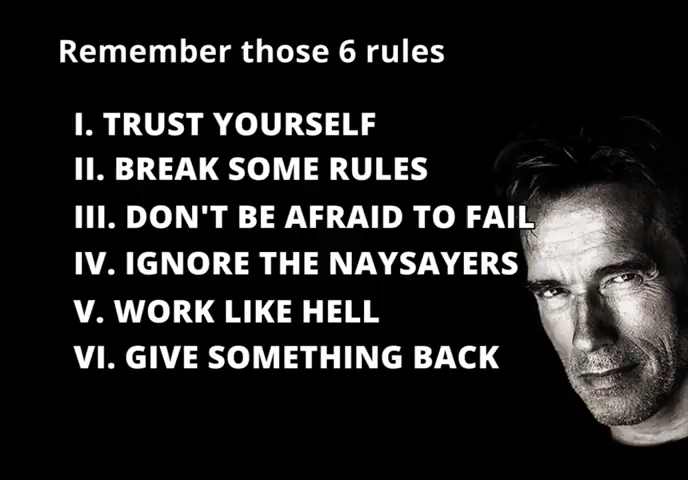 Remember those 6 rules
I. TRUST YOURSELF
II. BREAK SOME RULES
III. DON'T BE AFRAID TO FAIL
IV. IGNORE THE NAYSAYERS
V. WORK LIKE HELL
VI. GIVE SOMETHING BACK